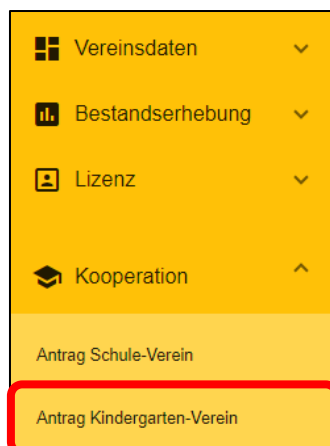 Vereinsdaten
Bestandserhebung
Lizenz
Kooperation
Antrag Schule-Verein
Antrag Kindergarten-Verein